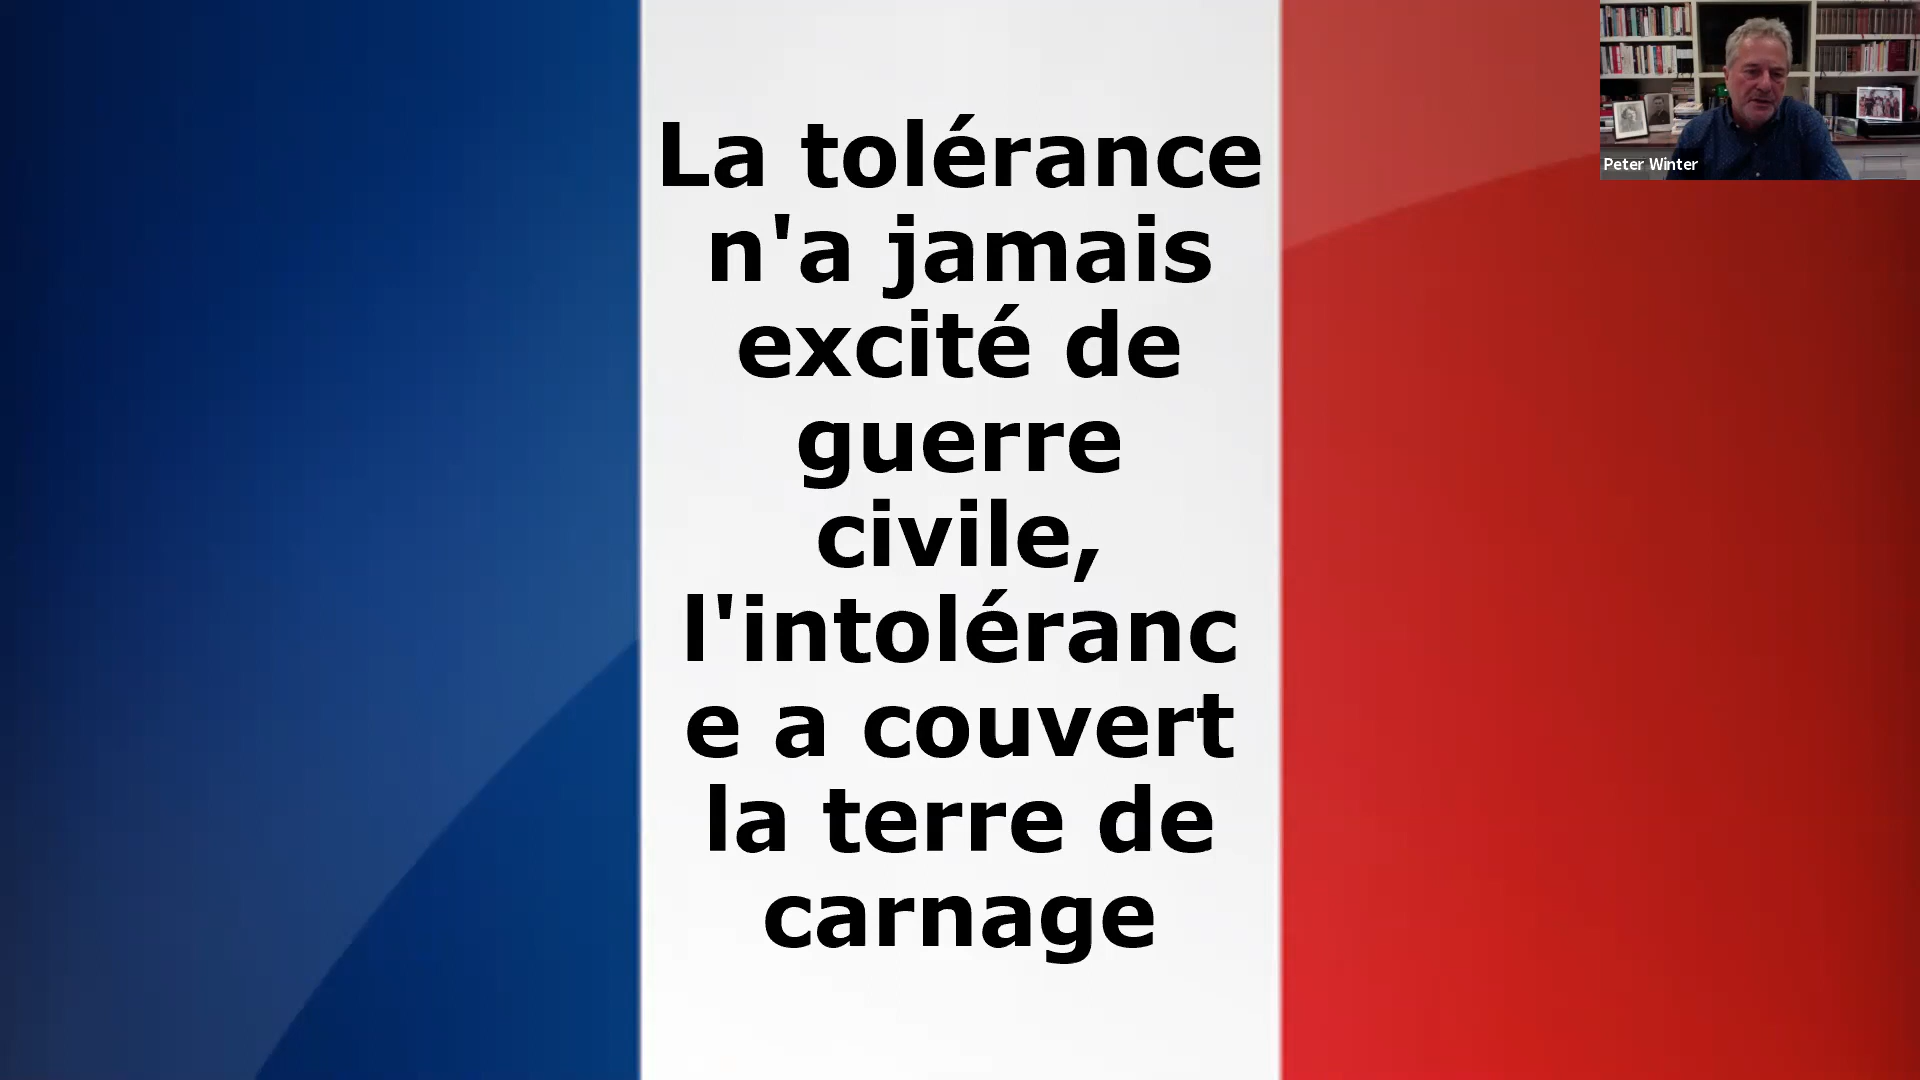 La tolérance
n'a jamais
excité de
guerre
civile,
l'intoléranc
e a couvert
la terre de
carnage
Peter Winter